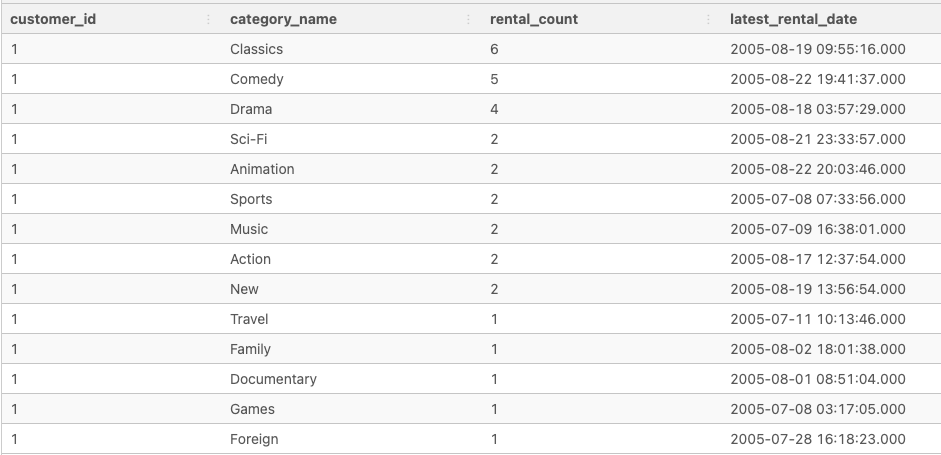 customer_id category_name rental_count latest_rental_date
1 Classics 6 2005-08-19 09:55:16.000
1 Comedy 5 2005-08-22 19:41:37.000
1 Drama 4 2005-08-18 03:57:29.000
1 Sci-Fi 2 2005-08-21 23:33:57.000
1 Animation 2 2005-08-22 20:03:46.000
1 Sports 2 2005-07-08 07:33:56.000
1 Music 2 2005-07-09 16:38:01.000
1 Action 2 2005-08-17 12:37:54.000
1 New 2 2005-08-19 13:56:54.000
1 Travel 1 2005-07-11 10:13:46.000
1 Family 1 2005-08-02 18:01:38.000
1 Documentary 1 2005-08-01 08:51:04.000
1 Games 1 2005-07-08 03:17:05.000
1 Foreign 1 2005-07-28 16:18:23.000